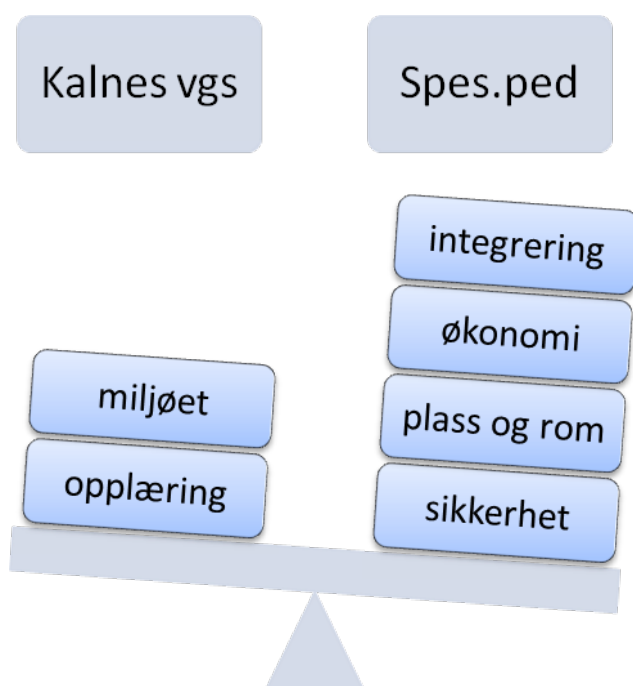 Kalnes vgs
Spes.ped
integrering
økonomi
miljøet
plass og rom
opplæring
sikkerhet